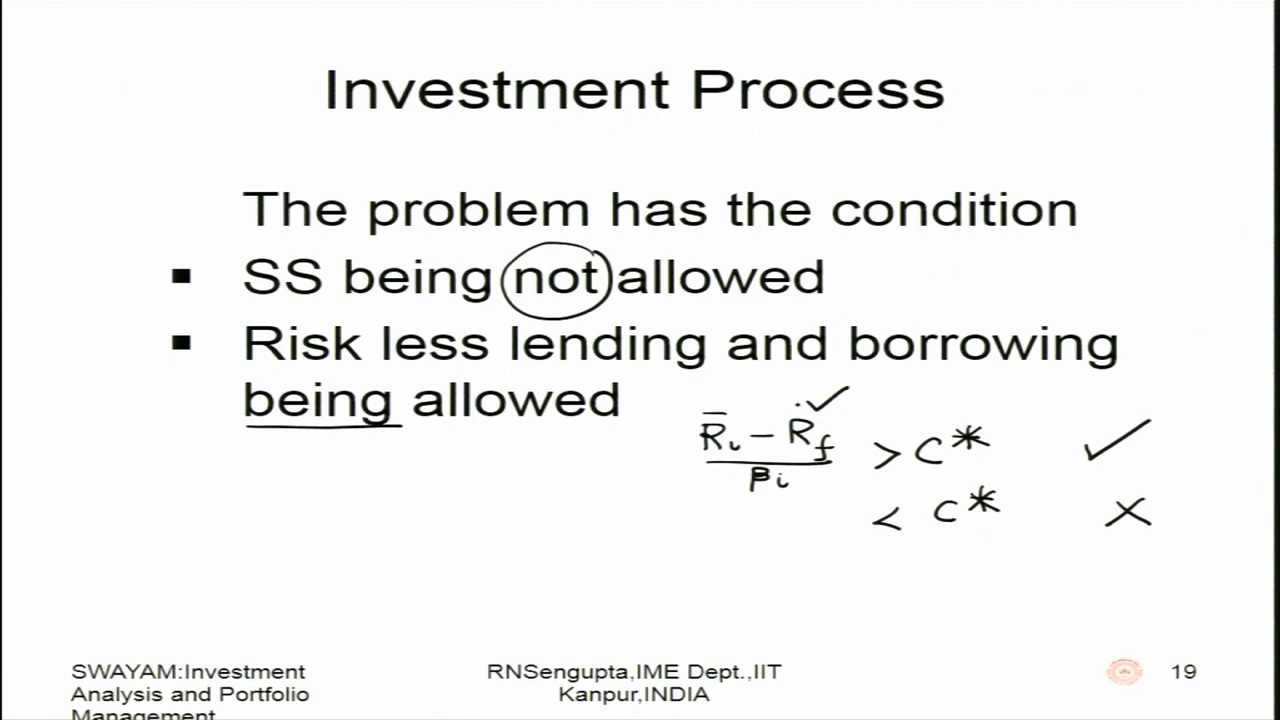 Investment Process
The problem has the condition
▪ SS being not allowed
▪ Risk less lending and borrowing
being allowed
R̄i − Rf
βi
> C* ✓
< C* ✗
SWAYAM:Investment
Analysis and Portfolio
Management
RNSengupta,IME Dept.,IIT
Kanpur,INDIA
19